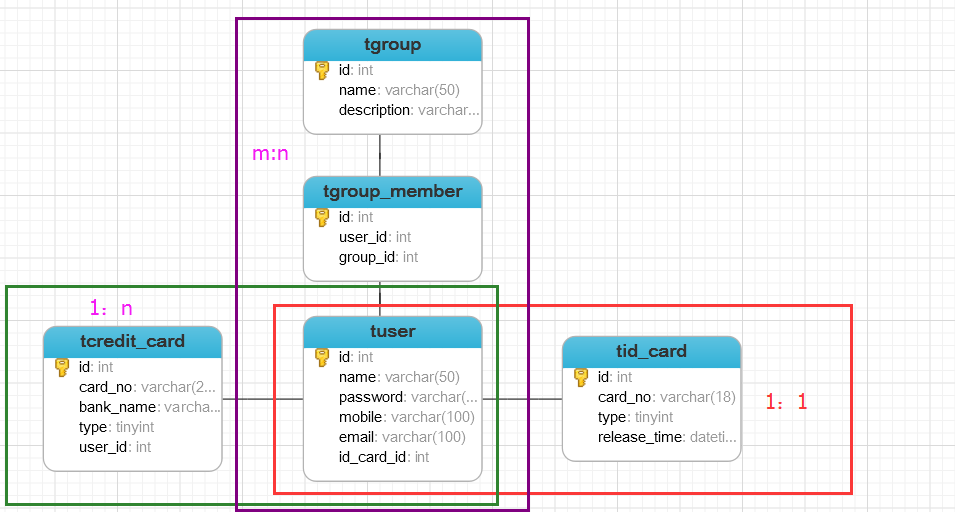 tgroup
id: int
name: varchar(50)
description: varchar...
m:n
tgroup_member
id: int
user_id: int
group_id: int
1：n
tcredit_card
id: int
card_no: varchar(2...
bank_name: varcha...
type: tinyint
user_id: int
tuser
id: int
name: varchar(50)
password: varchar(...
mobile: varchar(100)
email: varchar(100)
id_card_id: int
tid_card
id: int
card_no: varchar(18)
type: tinyint
release_time: dateti...
1：1